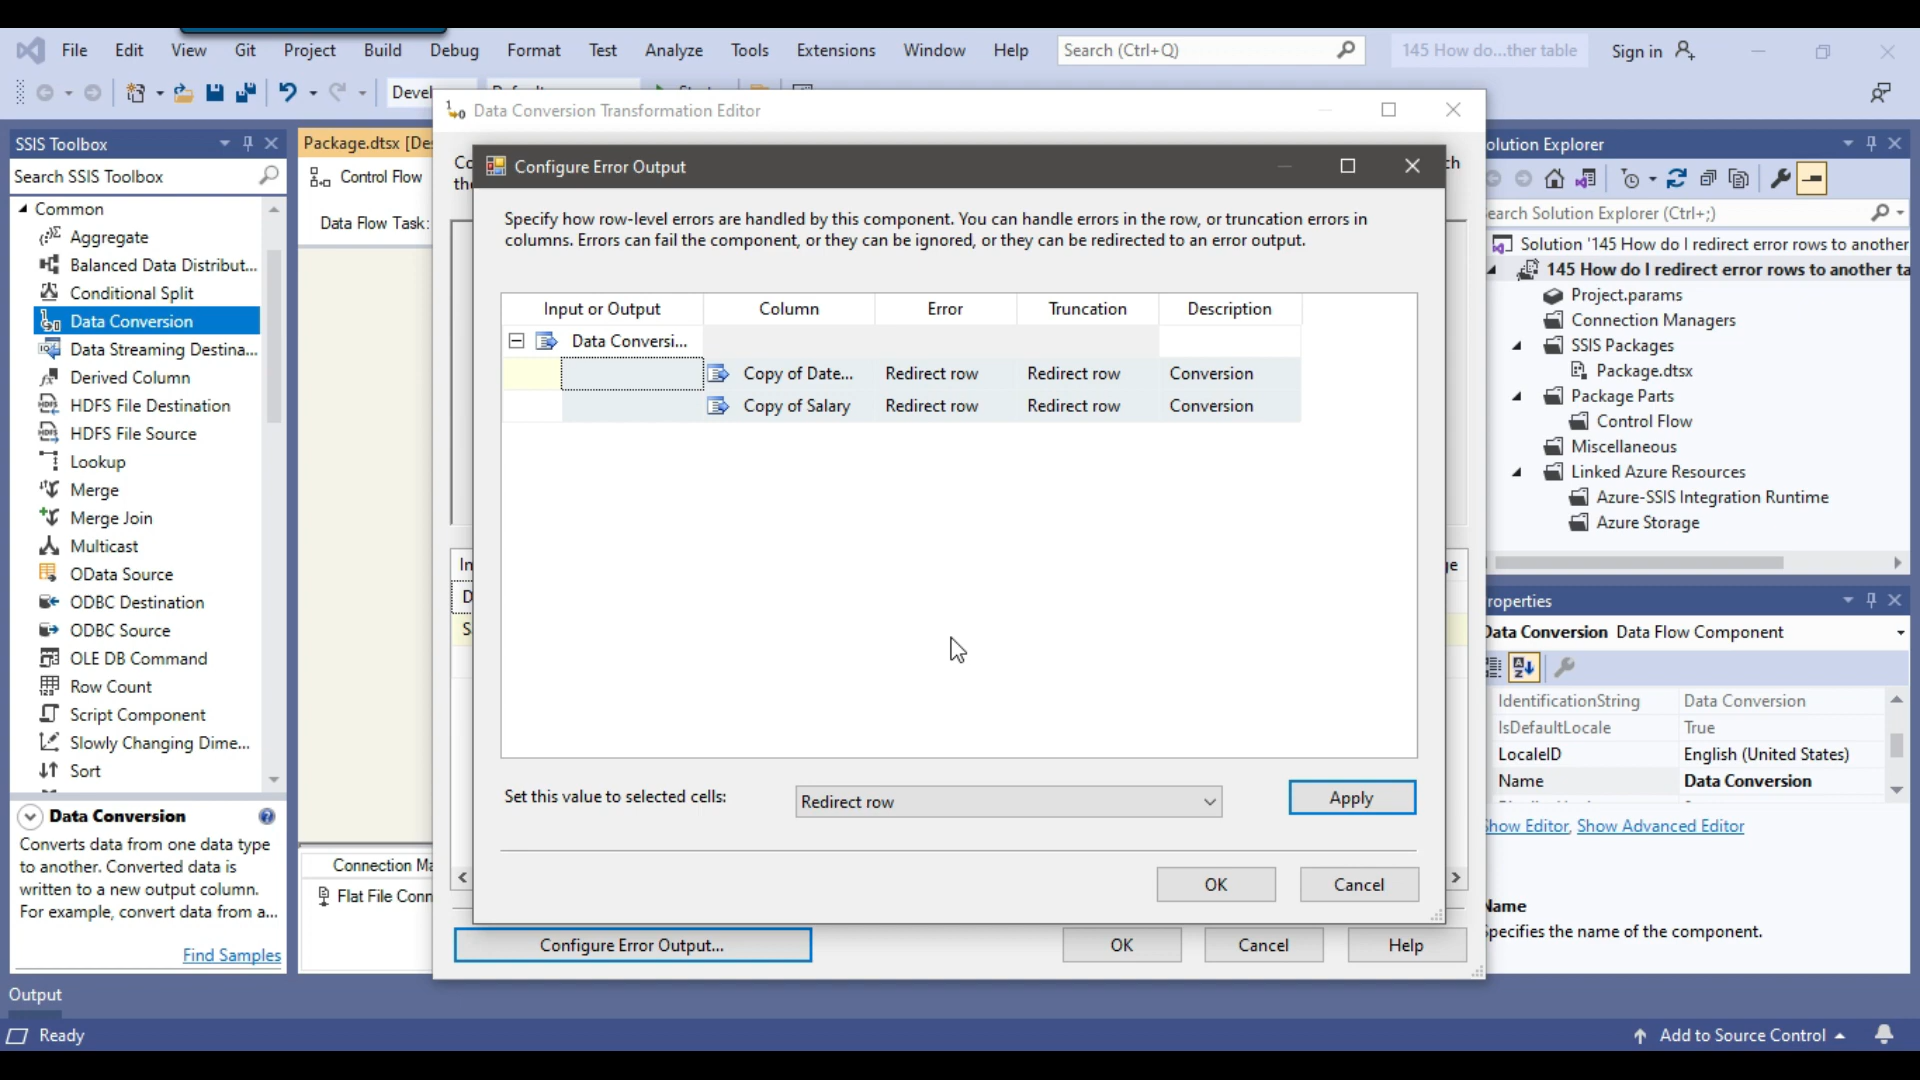 File Edit View Git Project Build Debug Format Test Analyze Tools Extensions Window Help Search (Ctrl+Q) 145 How do...ther table Sign in
Devel
Data Conversion Transformation Editor
SSIS Toolbox
Search SSIS Toolbox
Common
Aggregate
Balanced Data Distribut...
Conditional Split
Data Conversion
Data Streaming Destina...
Derived Column
HDFS File Destination
HDFS File Source
Lookup
Merge
Merge Join
Multicast
OData Source
ODBC Destination
ODBC Source
OLE DB Command
Row Count
Script Component
Slowly Changing Dime...
Sort
Data Conversion
Converts data from one data type
to another. Converted data is
written to a new output column.
For example, convert data from a...
Find Samples
Package.dtsx [De
Control Flow
Data Flow Task:
Connection Ma
Flat File Conn
Configure Error Output
Specify how row-level errors are handled by this component. You can handle errors in the row, or truncation errors in
columns. Errors can fail the component, or they can be ignored, or they can be redirected to an error output.
Input or Output Column Error Truncation Description
Data Conversi...
Copy of Date... Redirect row Redirect row Conversion
Copy of Salary Redirect row Redirect row Conversion
Set this value to selected cells: Redirect row Apply
OK Cancel
Configure Error Output... OK Cancel Help
olution Explorer
earch Solution Explorer (Ctrl+;)
Solution '145 How do I redirect error rows to another
145 How do I redirect error rows to another ta
Project.params
Connection Managers
SSIS Packages
Package.dtsx
Package Parts
Control Flow
Miscellaneous
Linked Azure Resources
Azure-SSIS Integration Runtime
Azure Storage
roperties
Data Conversion Data Flow Component
IdentificationString Data Conversion
IsDefaultLocale True
LocaleID English (United States)
Name Data Conversion
Show Editor, Show Advanced Editor
Name
Specifies the name of the component.
Output
Ready
Add to Source Control